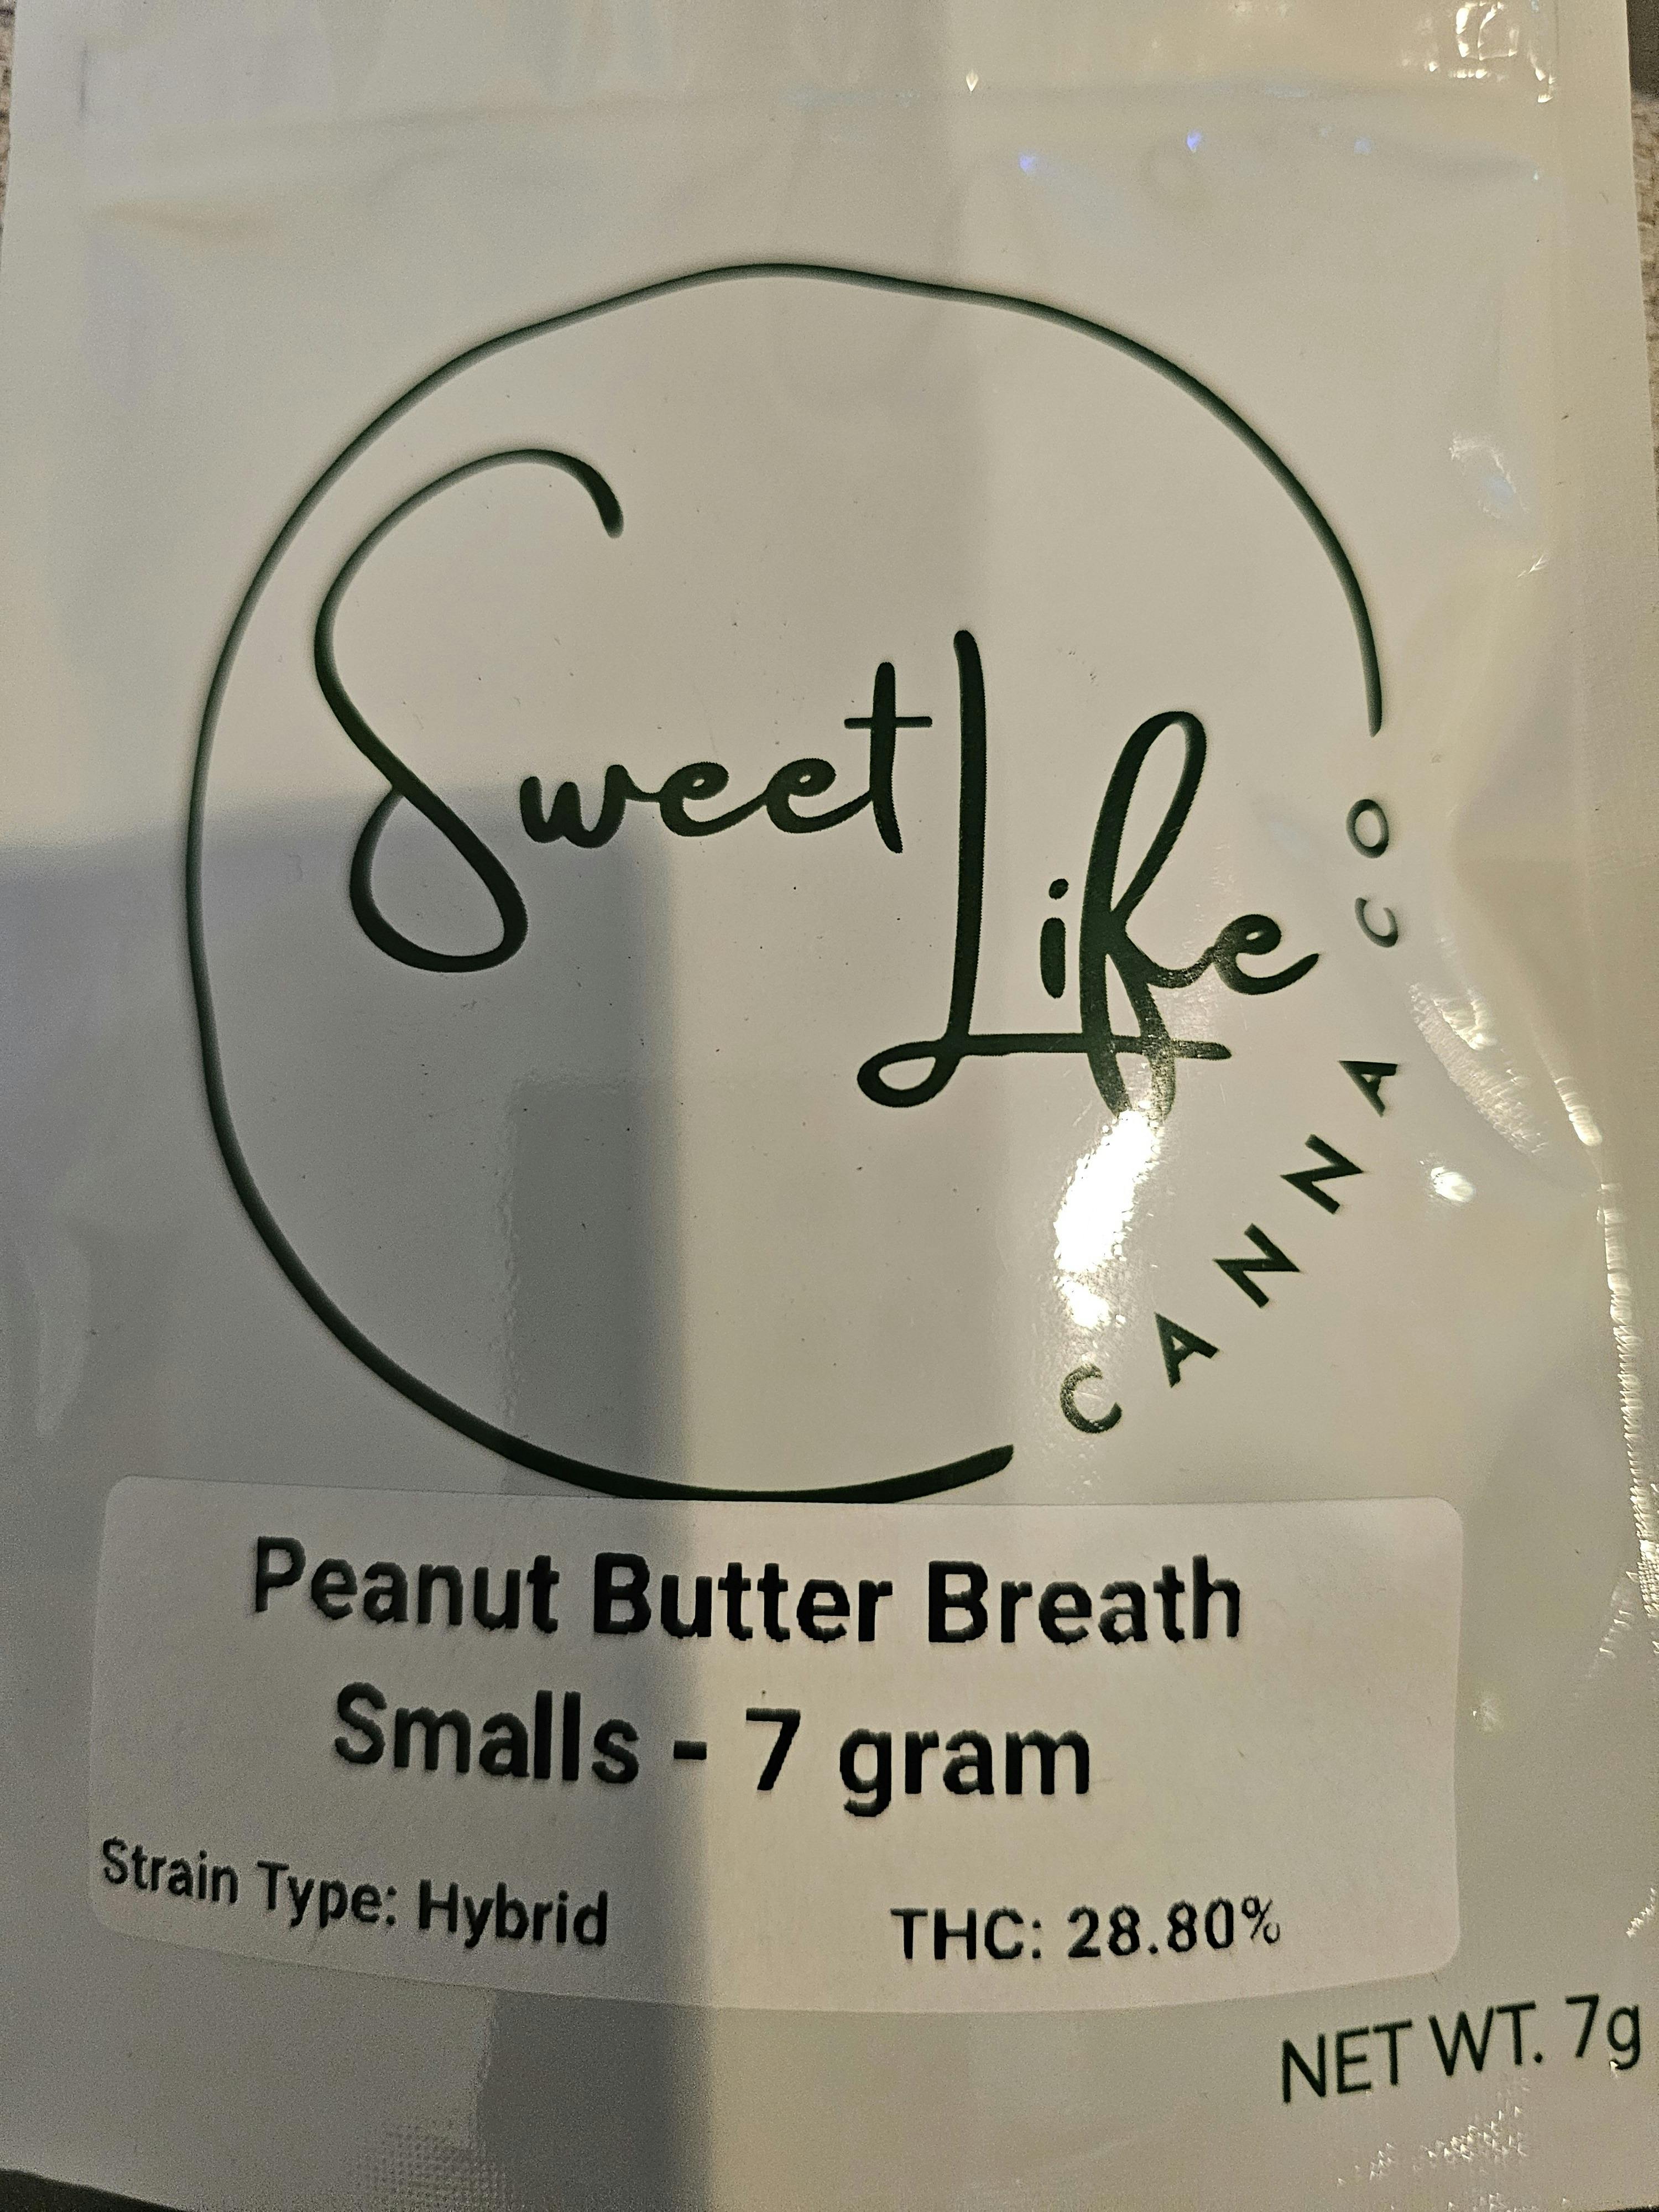 Sweet
Life
CANNA CO
Peanut Butter Breath
Smalls - 7 gram
Strain Type: Hybrid
THC: 28.80%
NET WT. 7g